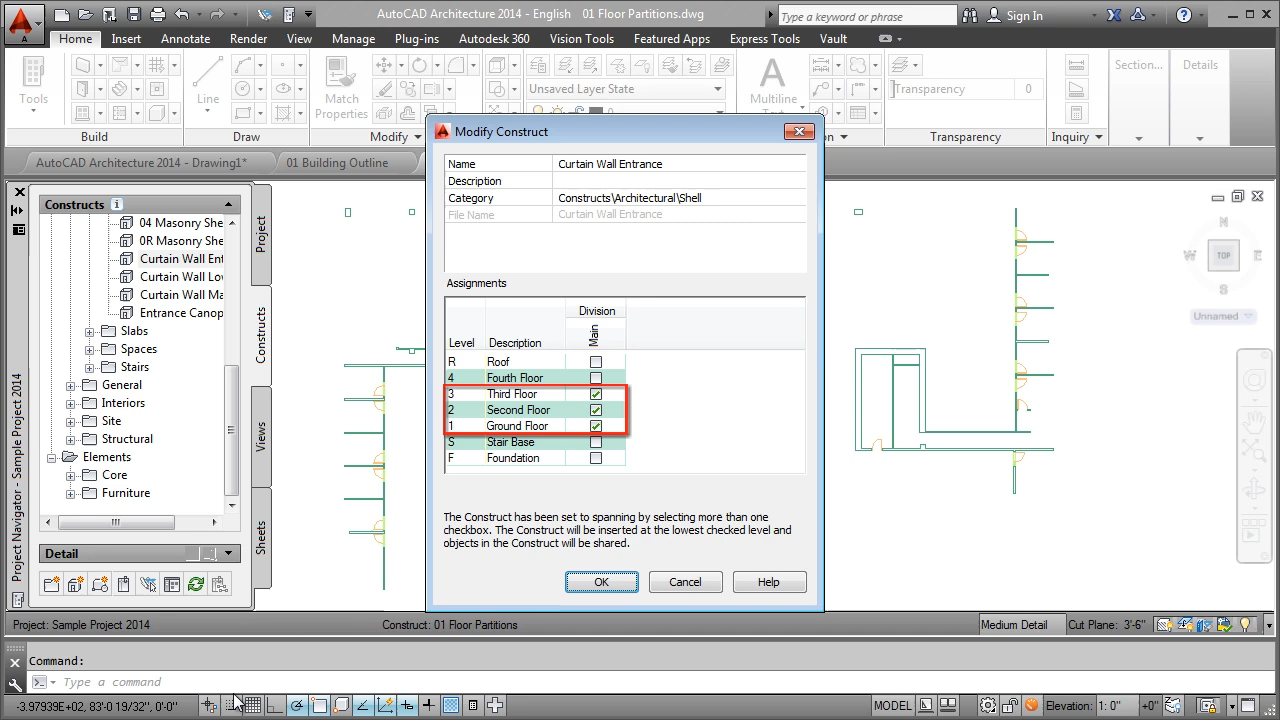 AutoCAD Architecture 2014 - English 01 Floor Partitions.dwg
Type a keyword or phrase
Sign In
Home Insert Annotate Render View Manage Plug-ins Autodesk 360 Vision Tools Featured Apps Express Tools Vault
Tools
Line
Match
Properties
Unsaved Layer State
Multiline
Transparency 0
Section...
Details
Build Draw Modify Transparency Inquiry
AutoCAD Architecture 2014 - Drawing1*
01 Building Outline
Project Navigator - Sample Project 2014
Constructs
04 Masonry She
0R Masonry She
Curtain Wall Ent
Curtain Wall Lo
Curtain Wall Ma
Entrance Canop
Slabs
Spaces
Stairs
General
Interiors
Site
Structural
Elements
Core
Furniture
Detail
Project
Constructs
Views
Sheets
Modify Construct
Name Curtain Wall Entrance
Description
Category Constructs\Architectural\Shell
File Name Curtain Wall Entrance
Assignments
Division
Level Description Main
R Roof
4 Fourth Floor
3 Third Floor
2 Second Floor
1 Ground Floor
S Stair Base
F Foundation
The Construct has been set to spanning by selecting more than one
checkbox. The Construct will be inserted at the lowest checked level and
objects in the Construct will be shared.
OK Cancel Help
N
W TOP E
S
Unnamed
Project: Sample Project 2014
Construct: 01 Floor Partitions
Medium Detail
Cut Plane: 3'-6"
Command:
Type a command
-3.97939E+02, 83'-0 19/32", 0'-0"
MODEL
Elevation: 1: 0"
+0"